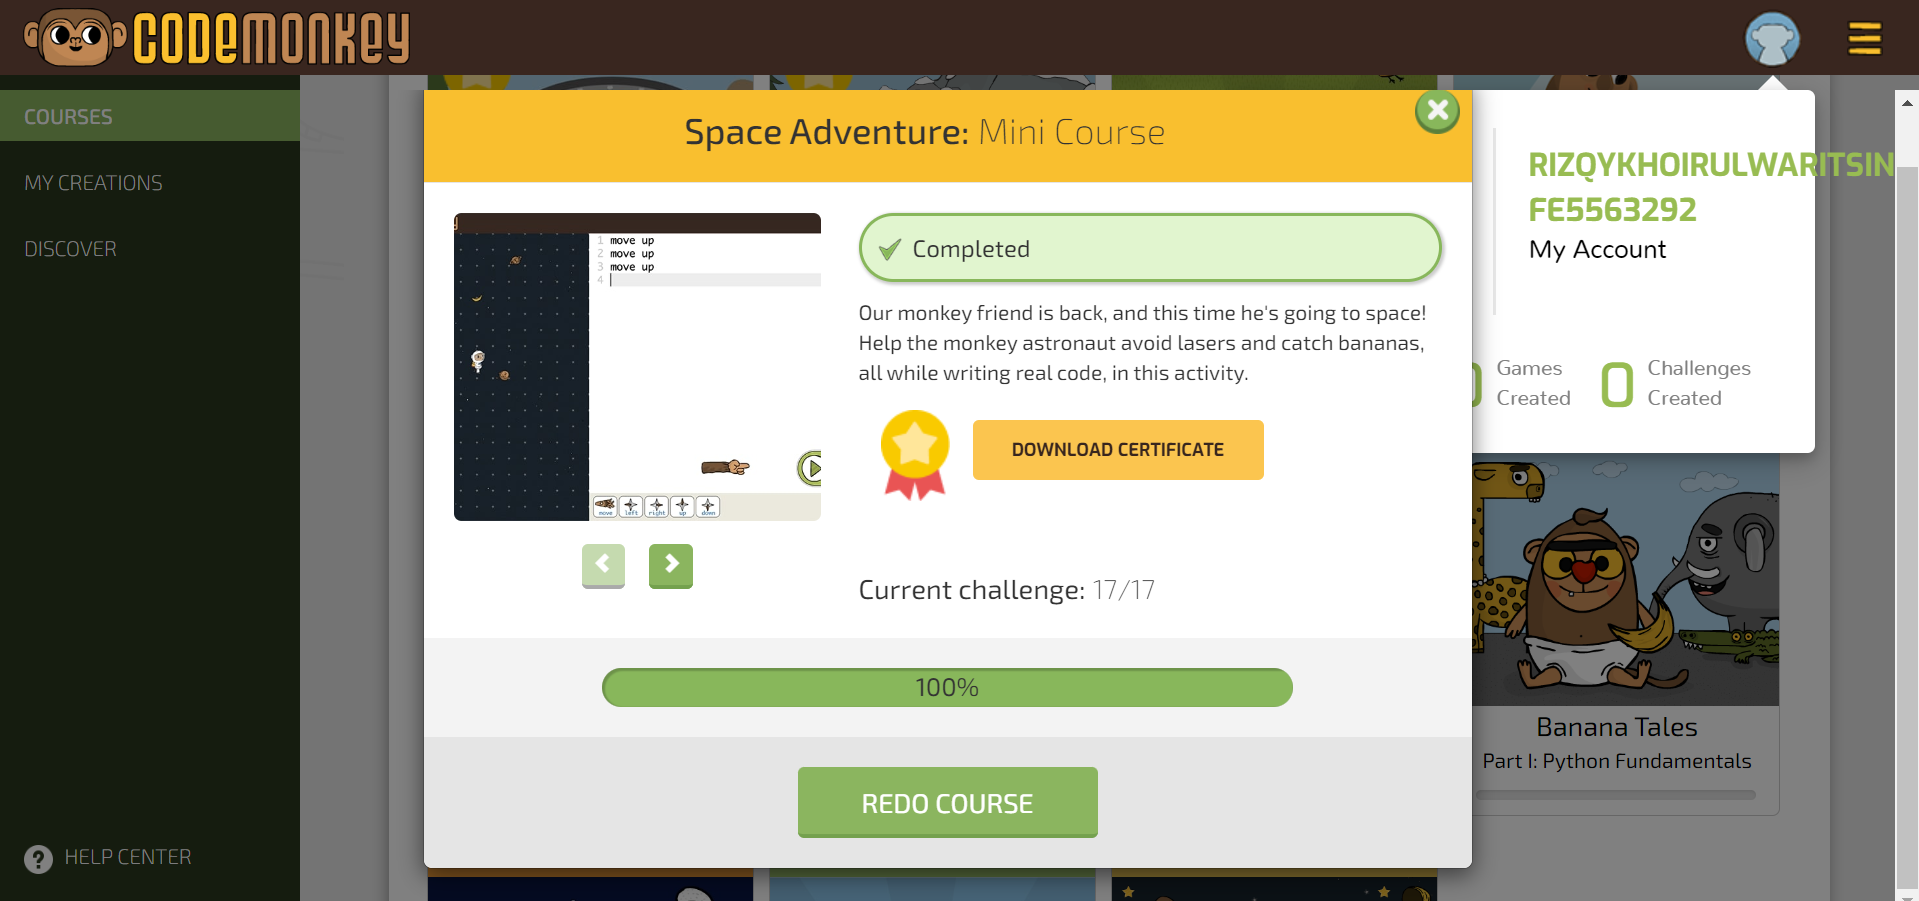 CODEMONKEY
COURSES
MY CREATIONS
DISCOVER
HELP CENTER
Space Adventure: Mini Course
1 move up
2 move up
3 move up
4
move left right up down
Completed
Our monkey friend is back, and this time he's going to space!
Help the monkey astronaut avoid lasers and catch bananas,
all while writing real code, in this activity.
DOWNLOAD CERTIFICATE
Current challenge: 17/17
100%
REDO COURSE
RIZQYKHOIRULWARITSIN
FE5563292
My Account
0 Games
Created
0 Challenges
Created
Banana Tales
Part I: Python Fundamentals